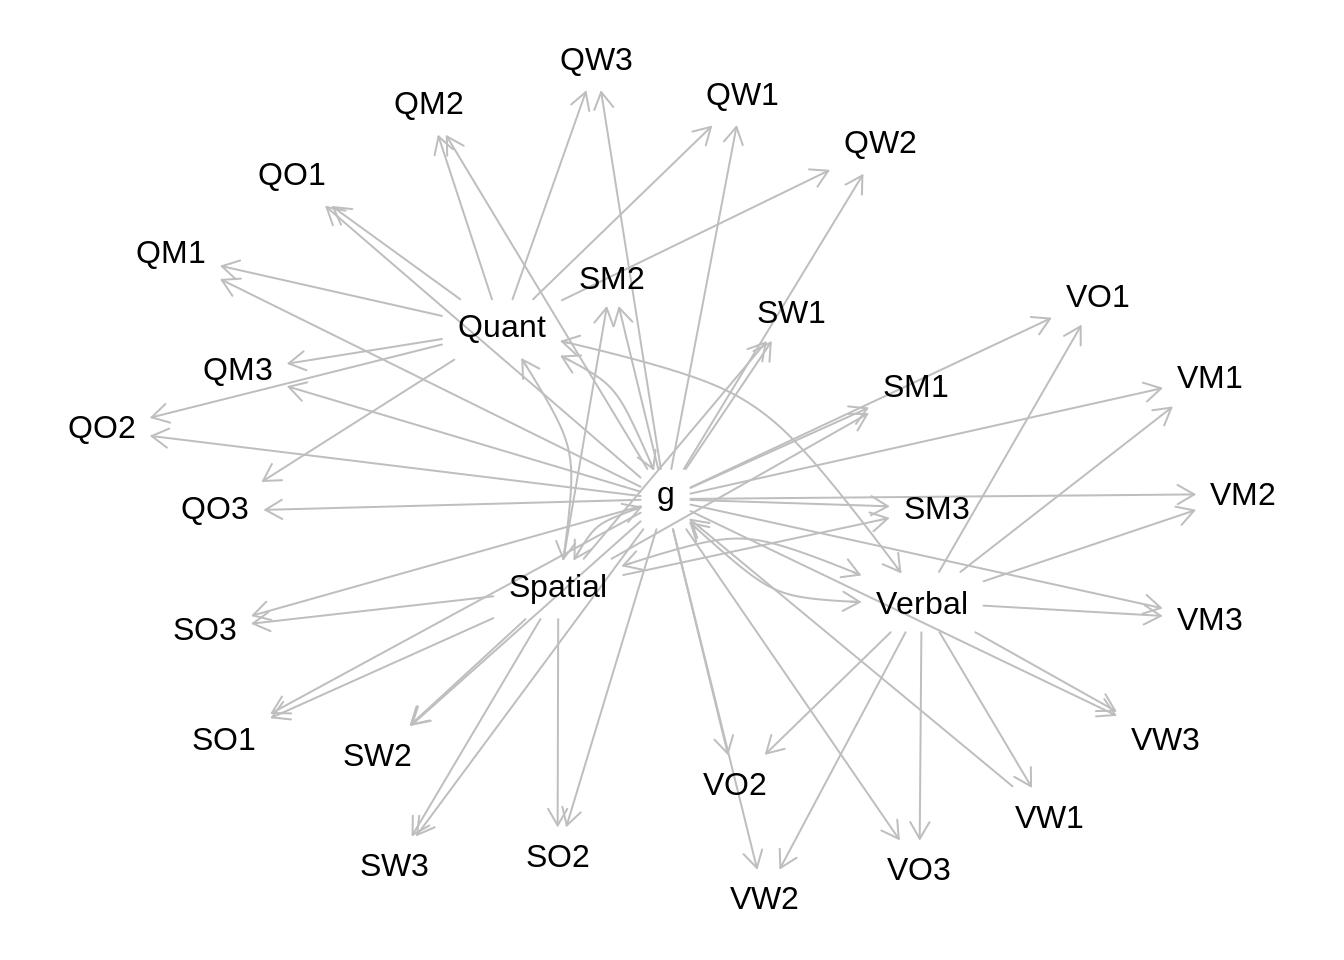 QW3
QW1
QM2
QW2
QO1
QM1
SM2
VO1
SW1
Quant
QM3
VM1
SM1
QO2
g
VM2
QO3
SM3
Spatial
Verbal
VM3
SO3
SO1
VW3
SW2
VO2
VW1
SO2
SW3
VO3
VW2